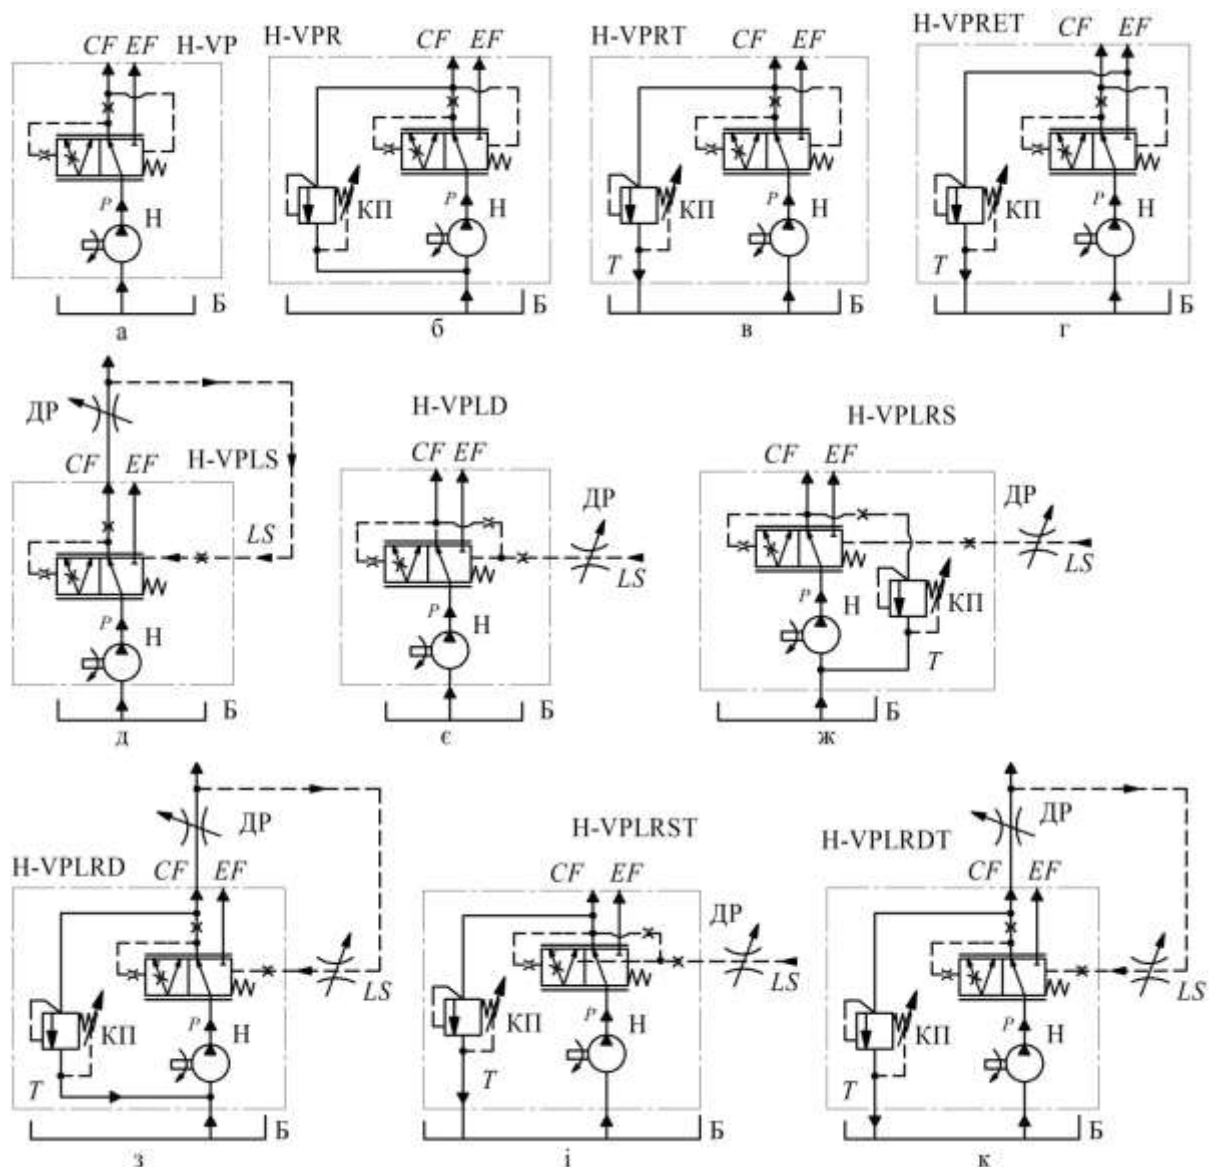 CF EF H-VP
P Н
Б
а
H-VPR CF EF
КП P Н
Б
б
H-VPRT CF EF
КП P Н
T
Б
в
H-VPRET CF EF
КП P Н
T
Б
г
ДР
CF EF H-VPLS
LS
P Н
Б
д
H-VPLD
CF EF ДР
LS
P Н
Б
є
H-VPLRS
CF EF ДР
LS
P Н КП
T
Б
ж
ДР
H-VPLRD CF EF
LS
КП P Н
T
Б
з
H-VPLRST
CF EF ДР
LS
КП P Н
T
Б
і
ДР
H-VPLRDT CF EF
LS
КП P Н
T
Б
к